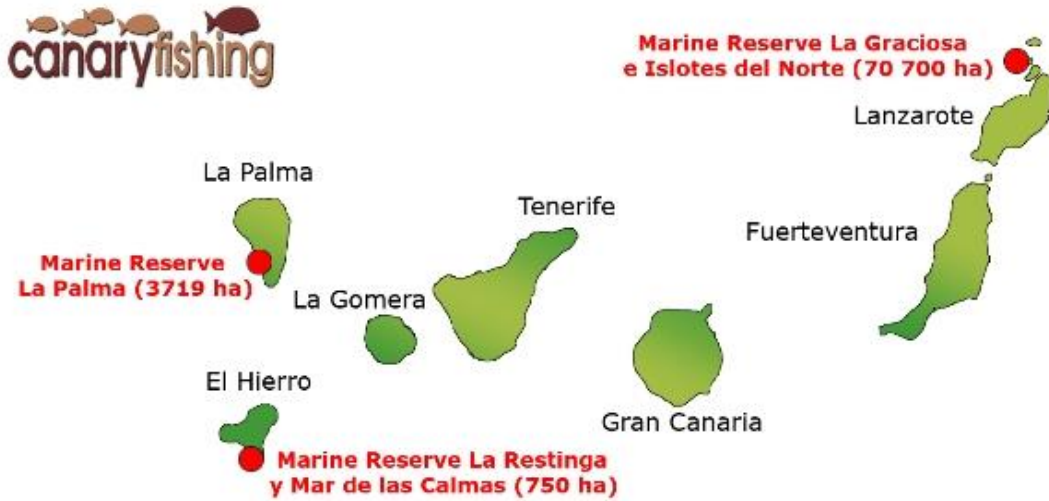 canaryfishing
Marine Reserve La Graciosa
e Islotes del Norte (70 700 ha)
Lanzarote
La Palma
Tenerife
Fuerteventura
Marine Reserve
La Palma (3719 ha)
La Gomera
El Hierro
Gran Canaria
Marine Reserve La Restinga
y Mar de las Calmas (750 ha)